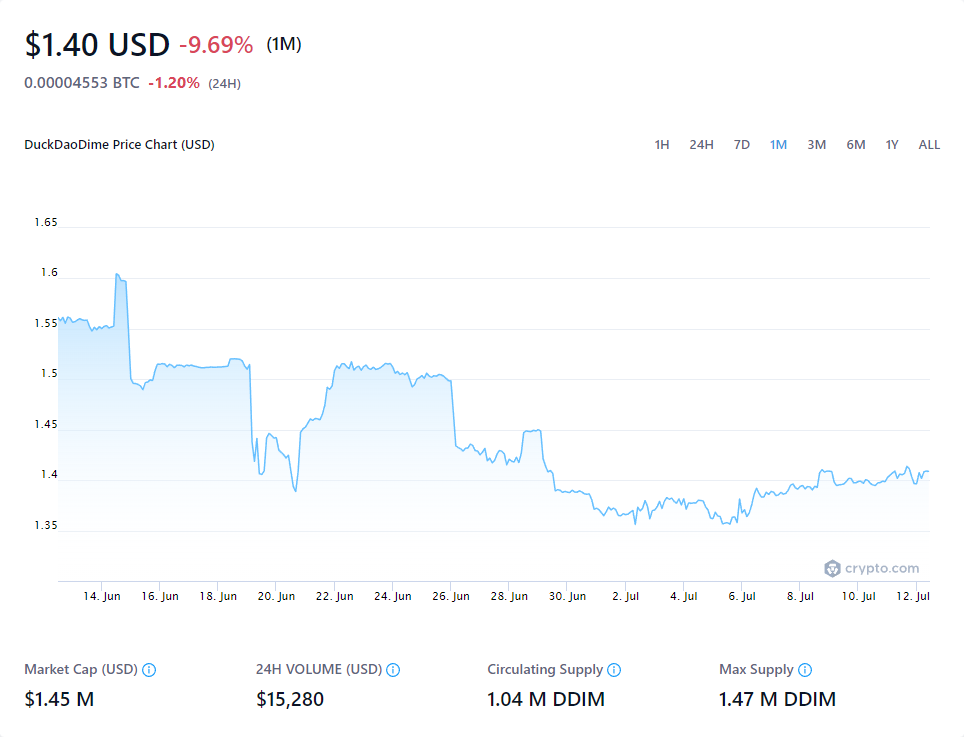 $1.40 USD -9.69% (1M)
0.00004553 BTC -1.20% (24H)
DuckDaoDime Price Chart (USD) 1H 24H 7D 1M 3M 6M 1Y ALL
1.65
1.6
1.55
1.5
1.45
1.4
1.35
crypto.com
14. Jun 16. Jun 18. Jun 20. Jun 22. Jun 24. Jun 26. Jun 28. Jun 30. Jun 2. Jul 4. Jul 6. Jul 8. Jul 10. Jul 12. Jul
Market Cap (USD) 24H VOLUME (USD) Circulating Supply Max Supply
$1.45 M $15,280 1.04 M DDIM 1.47 M DDIM